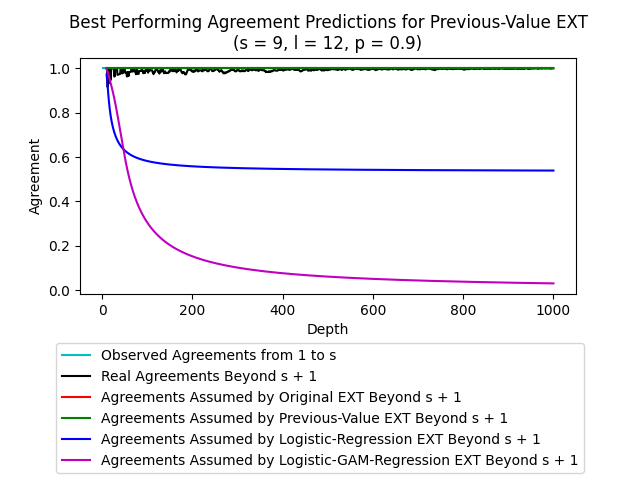 Best Performing Agreement Predictions for Previous-Value EXT
(s = 9, l = 12, p = 0.9)
1.0
0.8
0.6
0.4
0.2
0.0
Agreement
0 200 400 600 800 1000
Depth
Observed Agreements from 1 to s
Real Agreements Beyond s + 1
Agreements Assumed by Original EXT Beyond s + 1
Agreements Assumed by Previous-Value EXT Beyond s + 1
Agreements Assumed by Logistic-Regression EXT Beyond s + 1
Agreements Assumed by Logistic-GAM-Regression EXT Beyond s + 1